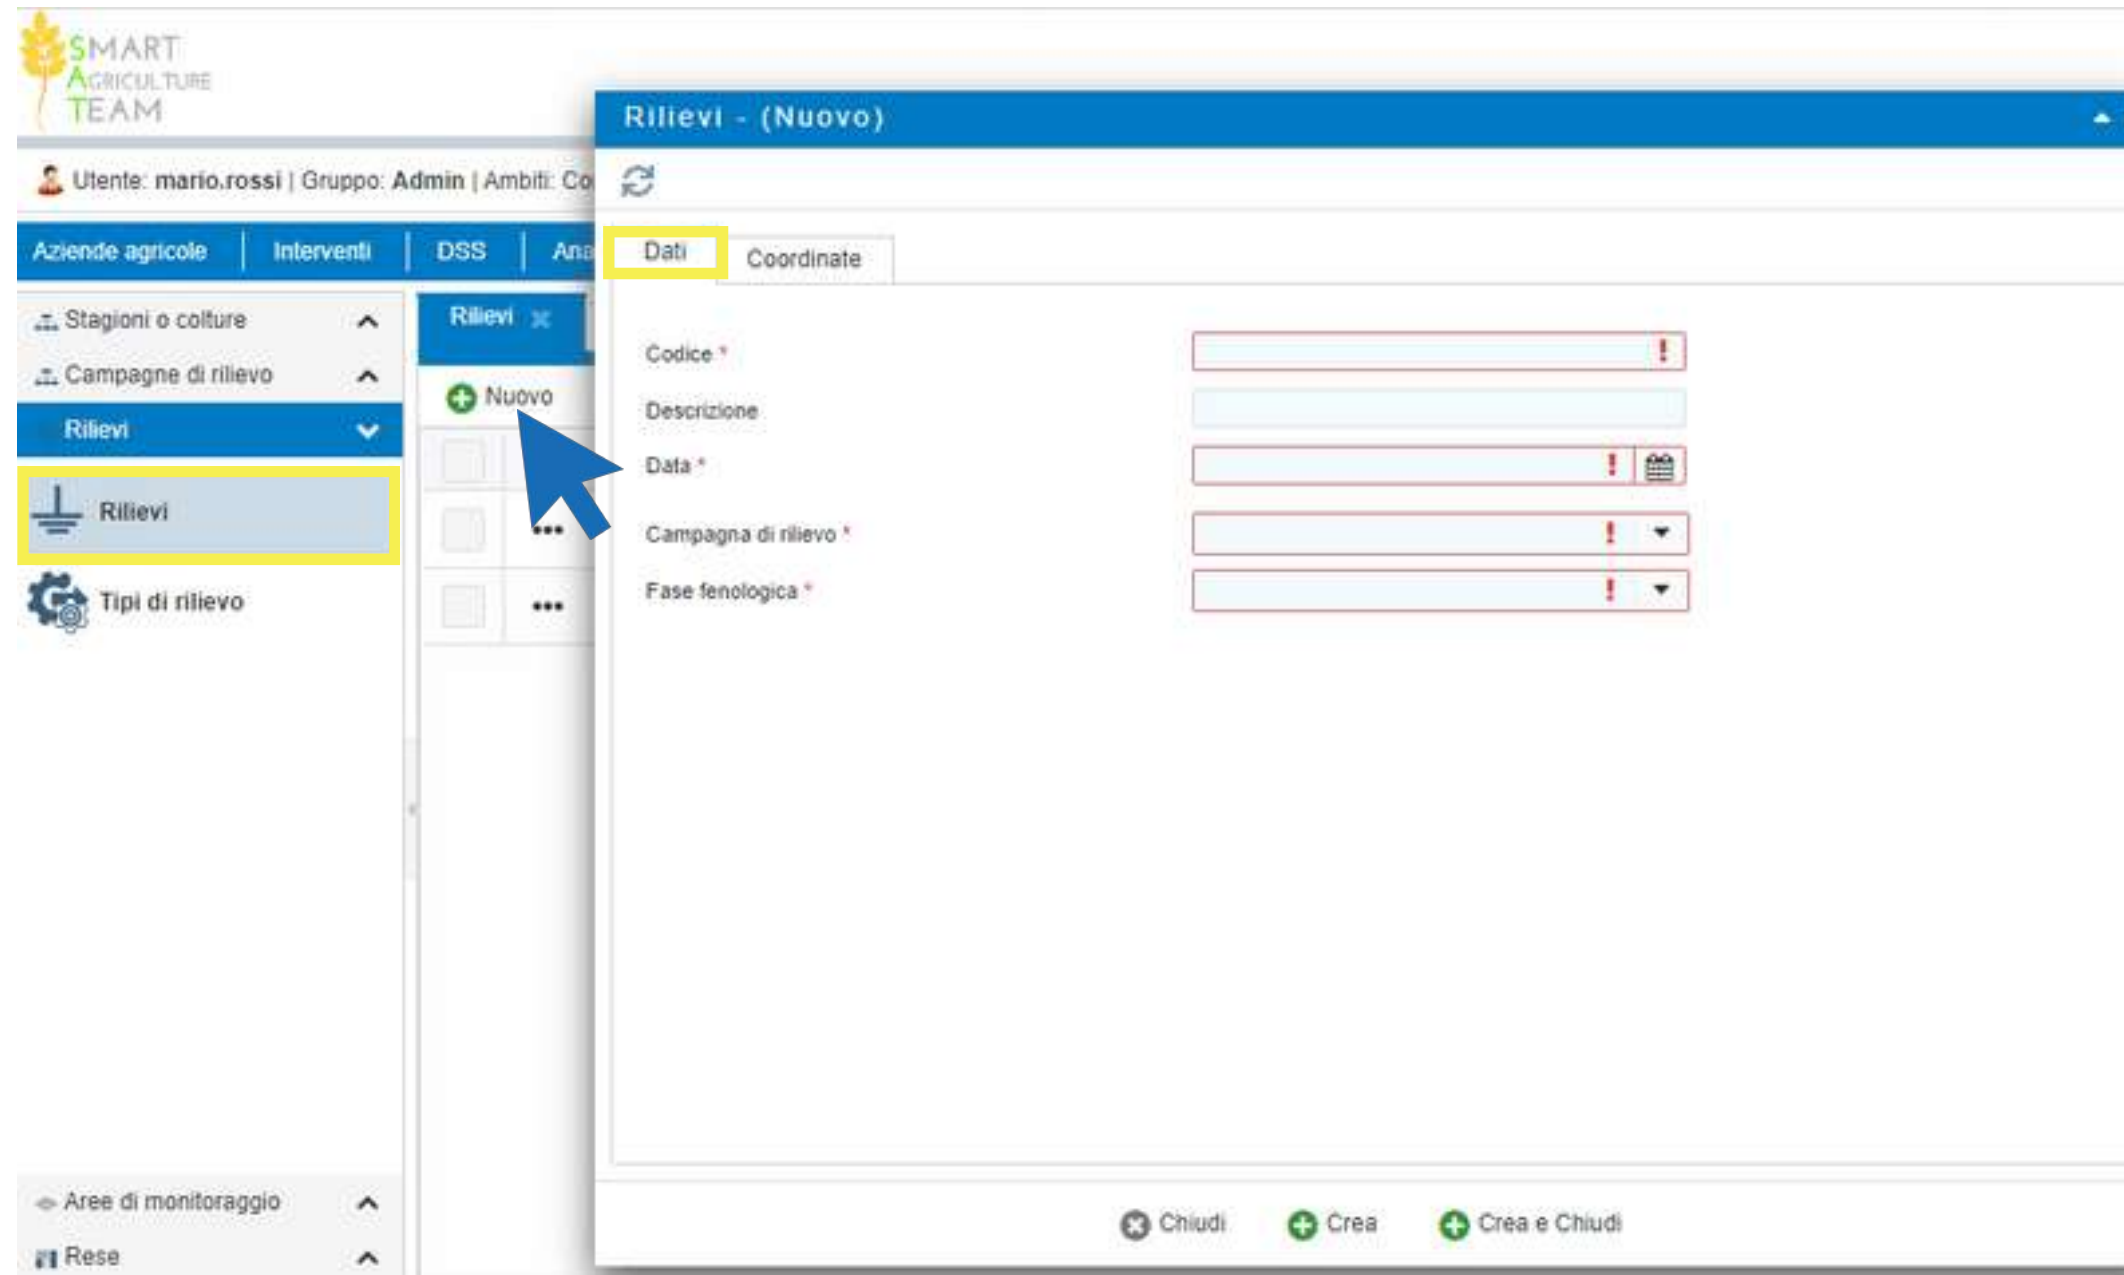 SMART
AGRICULTURE
TEAM
Utente: mario.rossi | Gruppo: Admin | Ambiti: Co
Aziende agricole
Interventi
DSS
Ana
Stagioni o colture
Campagne di rilievo
Rilievi
Rilievi
Tipi di rilievo
Aree di monitoraggio
Rese
Rilievi
Nuovo
Rilievi - (Nuovo)
Dati
Coordinate
Codice *
Descrizione
Data *
Campagna di rilievo *
Fase fenologica *
Chiudi
Crea
Crea e Chiudi